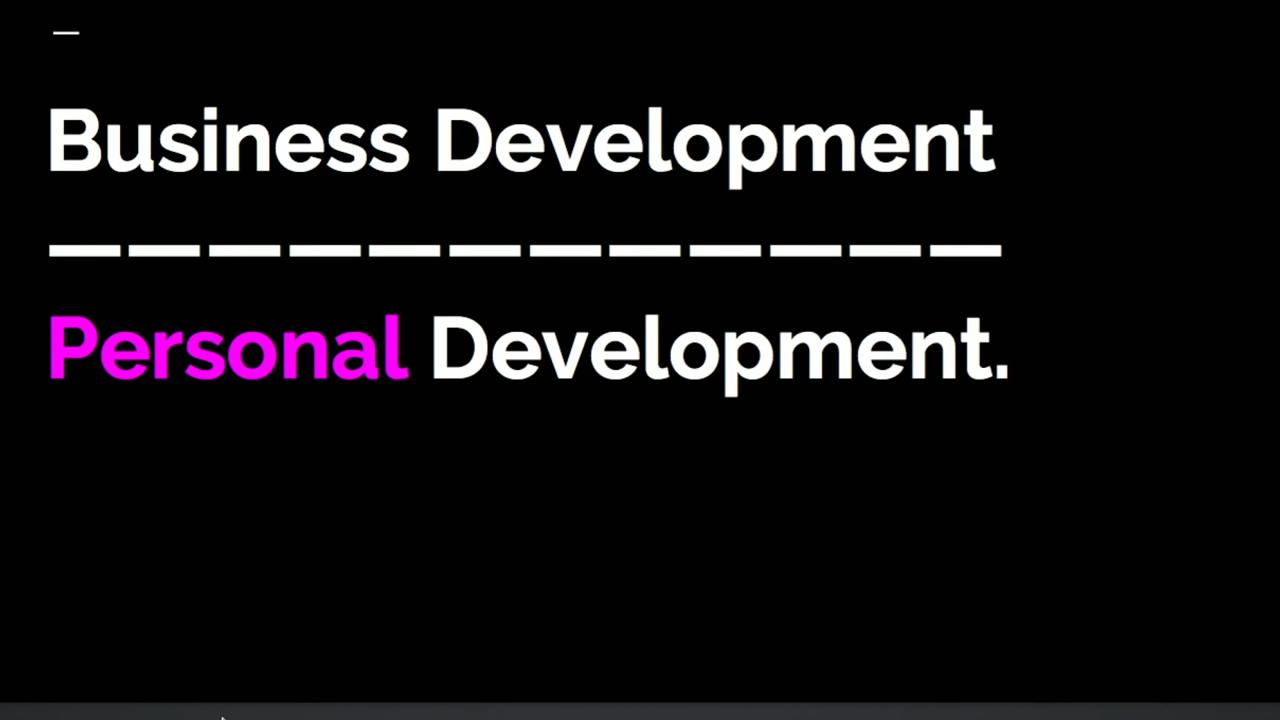 Business Development
— — — — — — — — — — — —
Personal Development.